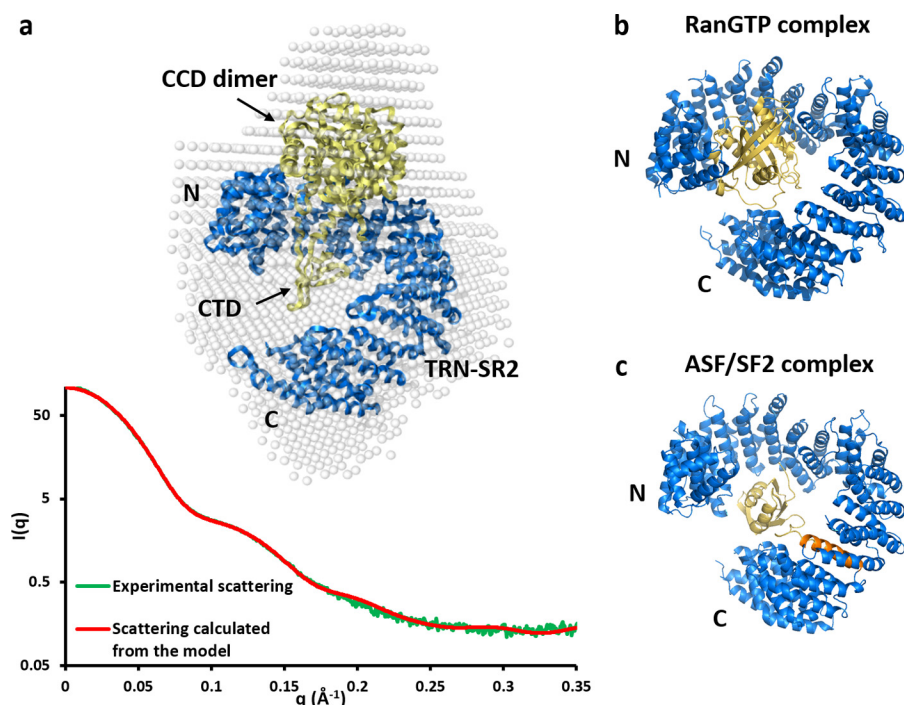 a
CCD dimer
N
CTD
TRN-SR2
C
50
5
0.5
0.05
I(q)
Experimental scattering
Scattering calculated
from the model
0
0.05
0.1
0.15
0.2
0.25
0.3
0.35
q (Å⁻¹)
b
RanGTP complex
N
C
c
ASF/SF2 complex
N
C